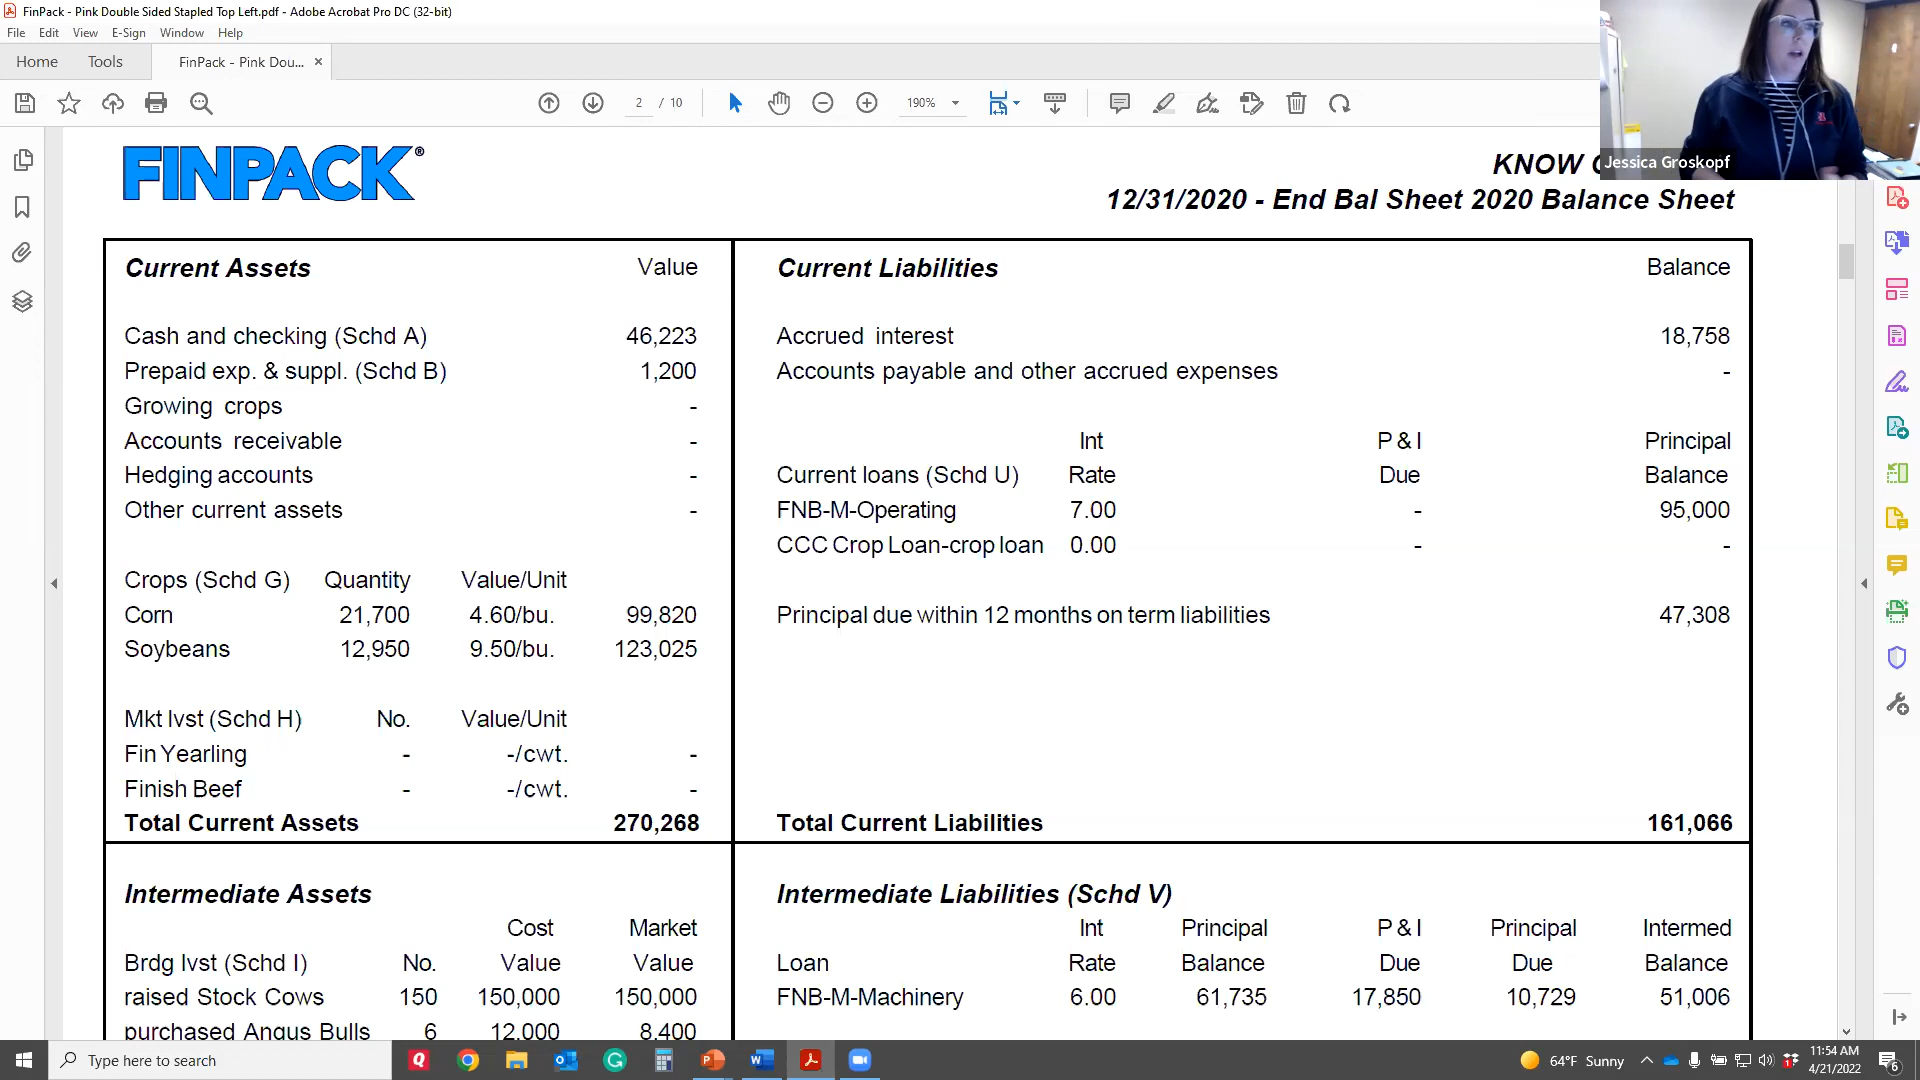 FinPack - Pink Double Sided Stapled Top Left.pdf - Adobe Acrobat Pro DC (32-bit)
File Edit View E-Sign Window Help
Home Tools FinPack - Pink Dou... ×
2 / 10 190%
Jessica Groskopf
FINPACK®
KNOW
12/31/2020 - End Bal Sheet 2020 Balance Sheet
Current Assets Value Current Liabilities Balance
Cash and checking (Schd A) 46,223 Accrued interest 18,758
Prepaid exp. & suppl. (Schd B) 1,200 Accounts payable and other accrued expenses -
Growing crops -
Accounts receivable - Int P & I Principal
Hedging accounts - Current loans (Schd U) Rate Due Balance
Other current assets - FNB-M-Operating 7.00 - 95,000
CCC Crop Loan-crop loan 0.00 - -
Crops (Schd G) Quantity Value/Unit
Corn 21,700 4.60/bu. 99,820 Principal due within 12 months on term liabilities 47,308
Soybeans 12,950 9.50/bu. 123,025
Mkt lvst (Schd H) No. Value/Unit
Fin Yearling - -/cwt. -
Finish Beef - -/cwt. -
Total Current Assets 270,268 Total Current Liabilities 161,066
Intermediate Assets Intermediate Liabilities (Schd V)
Cost Market Int Principal P & I Principal Intermed
Brdg lvst (Schd I) No. Value Value Loan Rate Balance Due Due Balance
raised Stock Cows 150 150,000 150,000 FNB-M-Machinery 6.00 61,735 17,850 10,729 51,006
purchased Angus Bulls 6 12,000 8,400
Type here to search
64°F Sunny
11:54 AM
4/21/2022
6